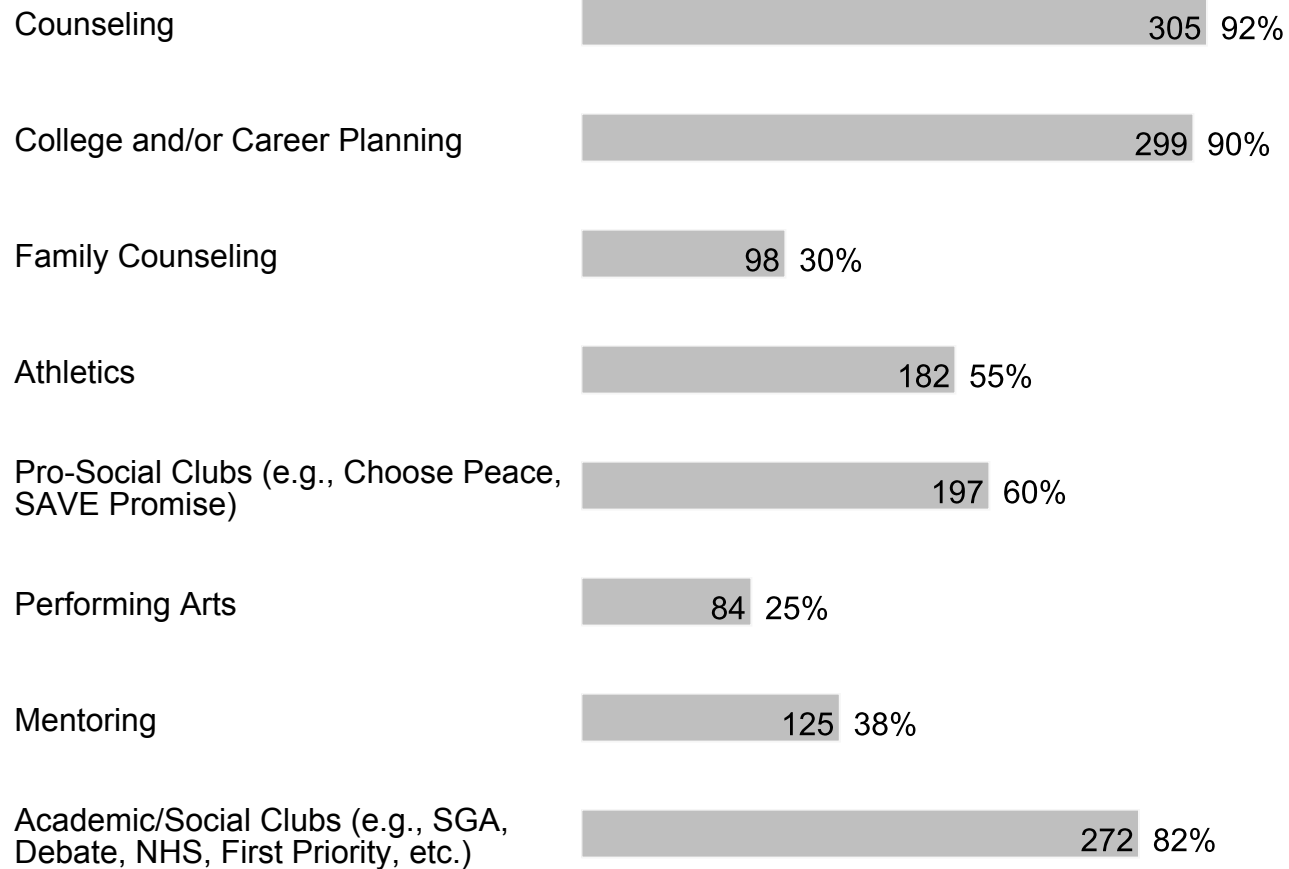 Counseling 305 92%
College and/or Career Planning 299 90%
Family Counseling 98 30%
Athletics 182 55%
Pro-Social Clubs (e.g., Choose Peace,
SAVE Promise) 197 60%
Performing Arts 84 25%
Mentoring 125 38%
Academic/Social Clubs (e.g., SGA,
Debate, NHS, First Priority, etc.) 272 82%